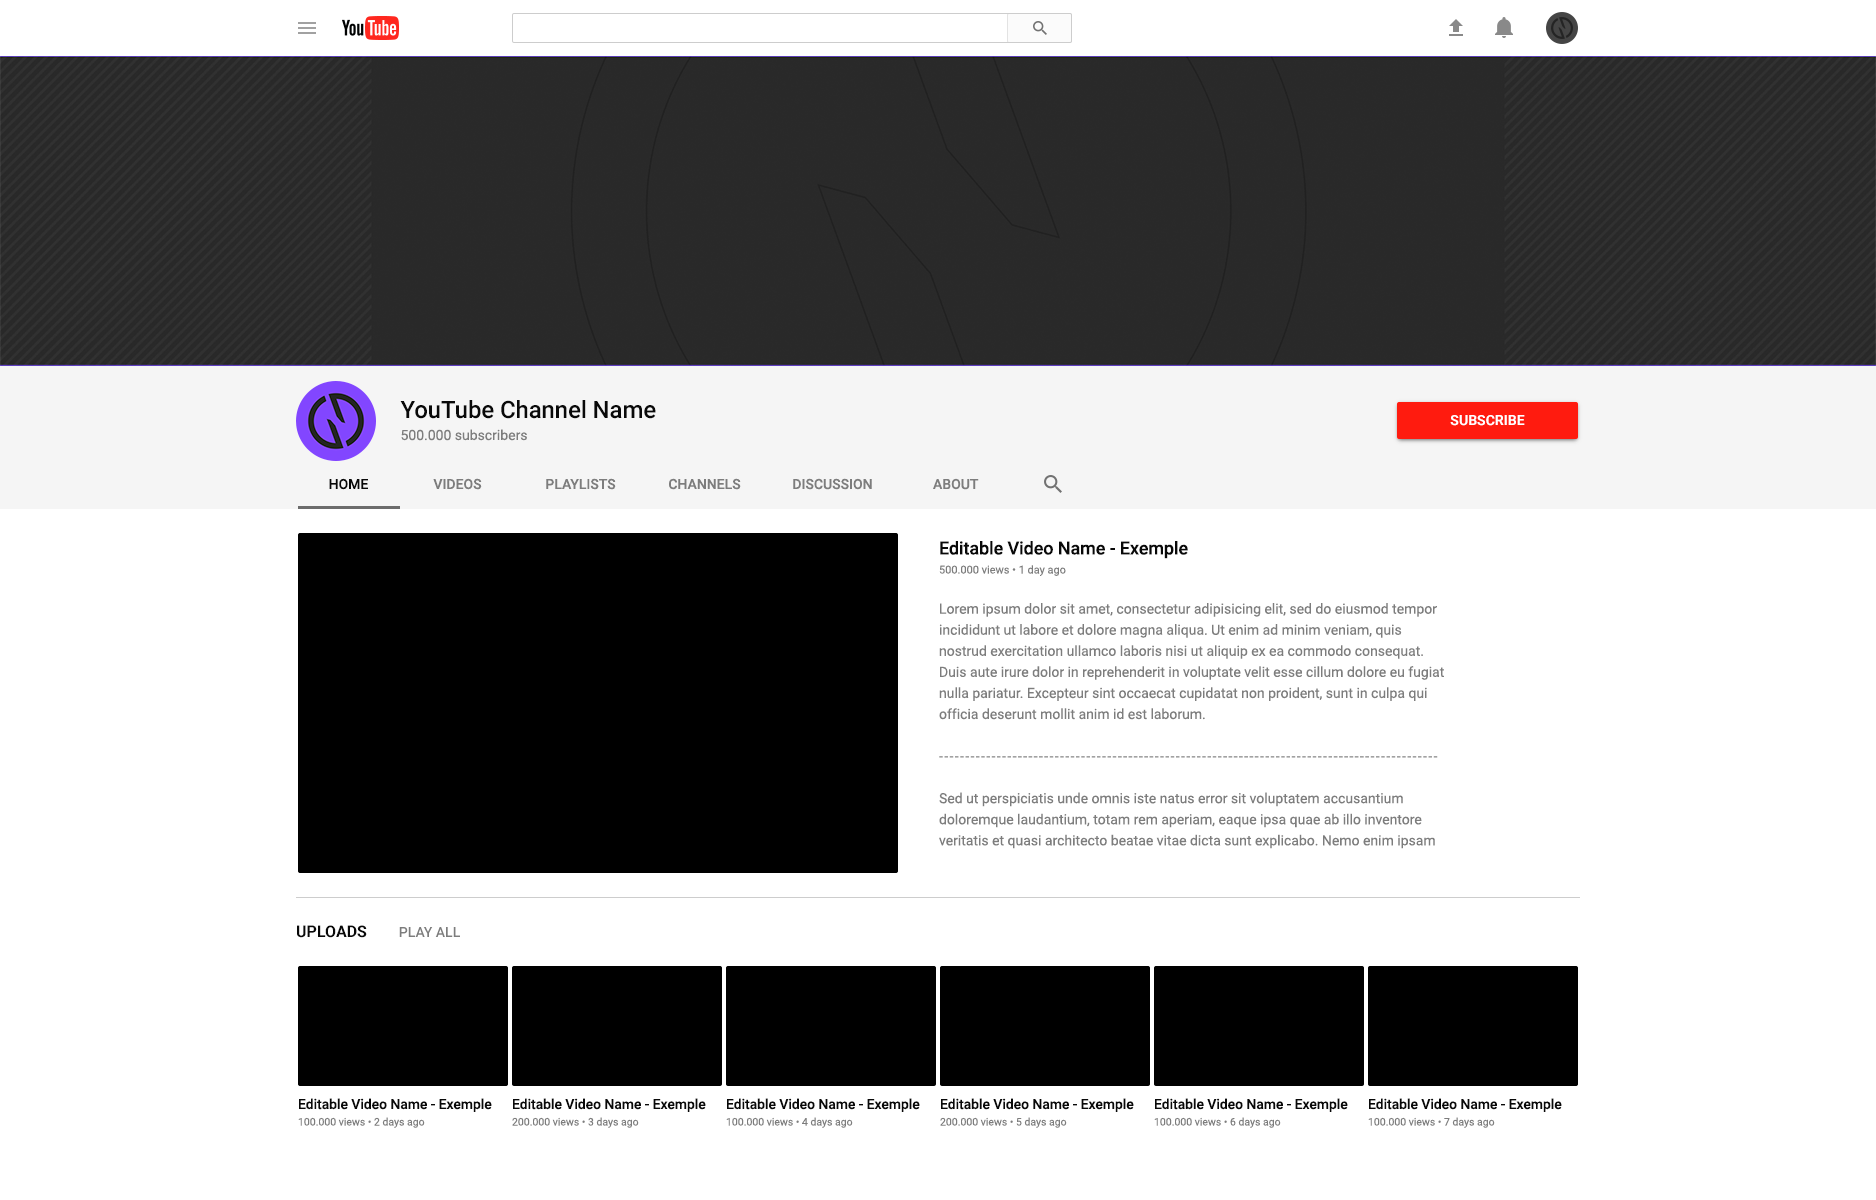 YouTube
YouTube Channel Name
500.000 subscribers
SUBSCRIBE
HOME VIDEOS PLAYLISTS CHANNELS DISCUSSION ABOUT
Editable Video Name - Exemple
500.000 views • 1 day ago
Lorem ipsum dolor sit amet, consectetur adipisicing elit, sed do eiusmod tempor
incididunt ut labore et dolore magna aliqua. Ut enim ad minim veniam, quis
nostrud exercitation ullamco laboris nisi ut aliquip ex ea commodo consequat.
Duis aute irure dolor in reprehenderit in voluptate velit esse cillum dolore eu fugiat
nulla pariatur. Excepteur sint occaecat cupidatat non proident, sunt in culpa qui
officia deserunt mollit anim id est laborum.
-----------------------------------------------------------------------------------------------
Sed ut perspiciatis unde omnis iste natus error sit voluptatem accusantium
doloremque laudantium, totam rem aperiam, eaque ipsa quae ab illo inventore
veritatis et quasi architecto beatae vitae dicta sunt explicabo. Nemo enim ipsam
UPLOADS PLAY ALL
Editable Video Name - Exemple
100.000 views • 2 days ago
Editable Video Name - Exemple
200.000 views • 3 days ago
Editable Video Name - Exemple
100.000 views • 4 days ago
Editable Video Name - Exemple
200.000 views • 5 days ago
Editable Video Name - Exemple
100.000 views • 6 days ago
Editable Video Name - Exemple
100.000 views • 7 days ago